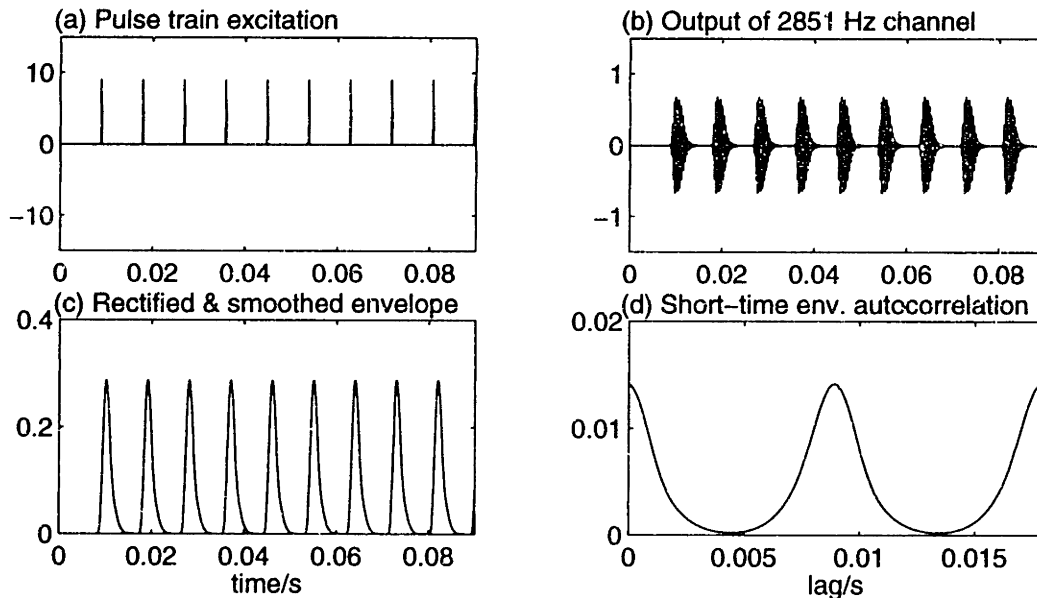 (a) Pulse train excitation
10
0
−10
0 0.02 0.04 0.06 0.08
(b) Output of 2851 Hz channel
1
0
−1
0 0.02 0.04 0.06 0.08
(c) Rectified & smoothed envelope
0.4
0.2
0
0 0.02 0.04 0.06 0.08
time/s
(d) Short−time env. autocorrelation
0.02
0.01
0
0 0.005 0.01 0.015
lag/s